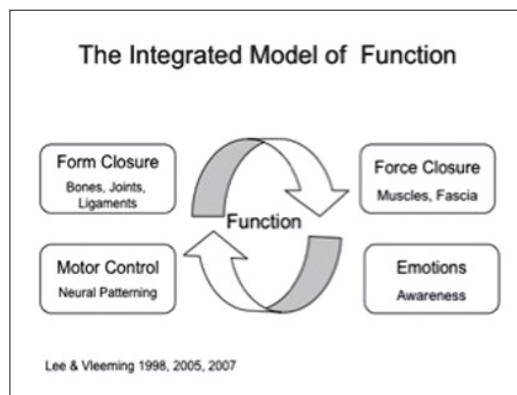 The Integrated Model of Function
Form Closure
Bones, Joints,
Ligaments
Force Closure
Muscles, Fascia
Function
Motor Control
Neural Patterning
Emotions
Awareness
Lee & Vleeming 1998, 2005, 2007